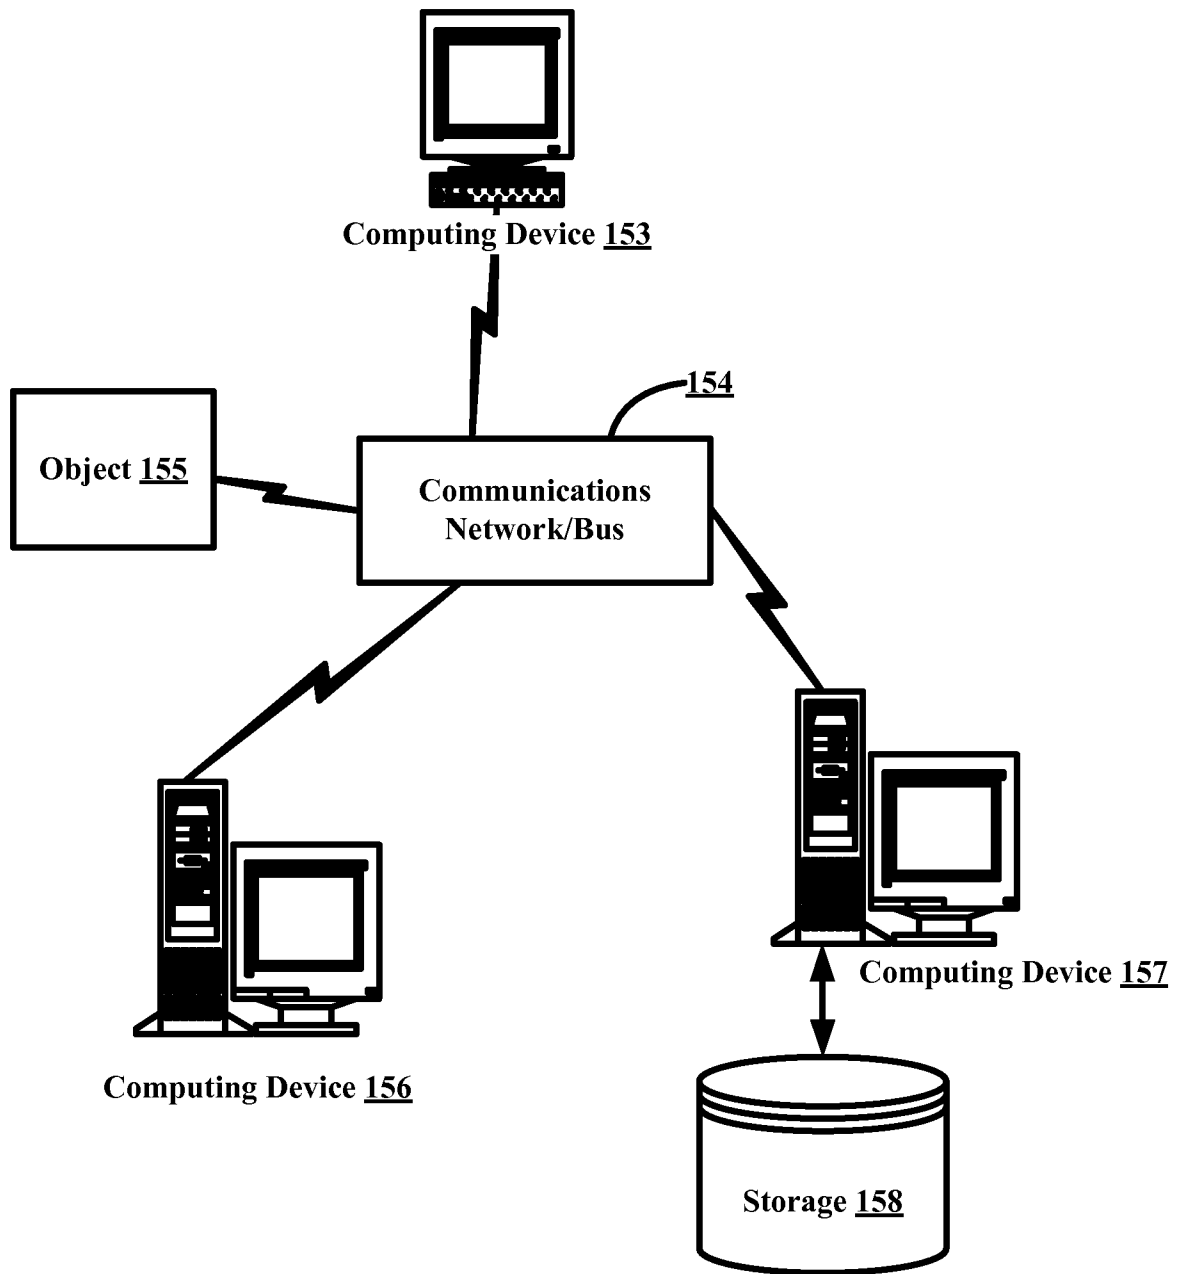 Computing Device 153
154
Object 155
Communications
Network/Bus
Computing Device 157
Computing Device 156
Storage 158